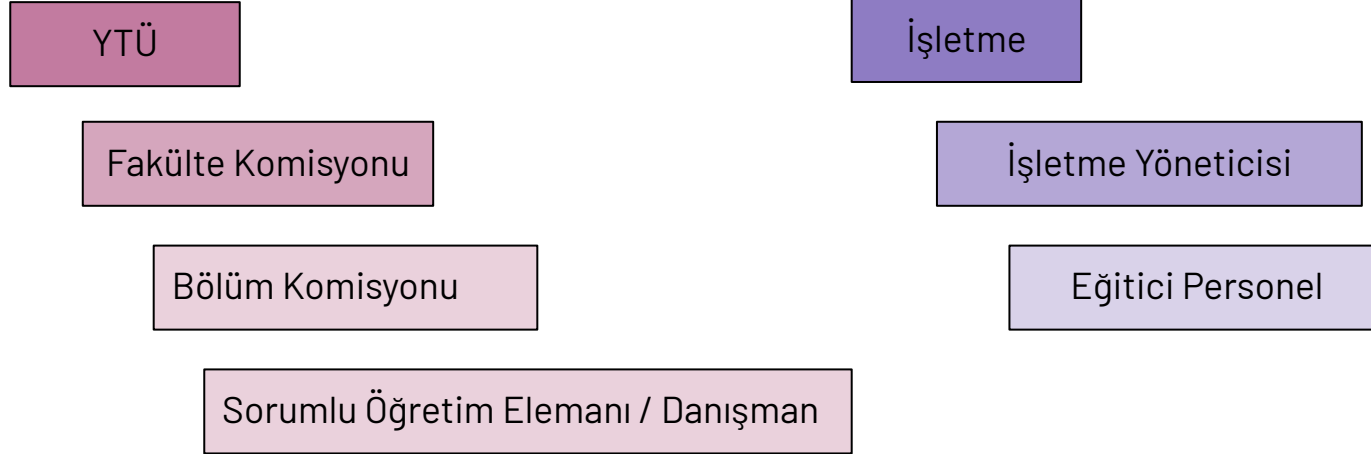 YTÜ
Fakülte Komisyonu
Bölüm Komisyonu
Sorumlu Öğretim Elemanı / Danışman
İşletme
İşletme Yöneticisi
Eğitici Personel